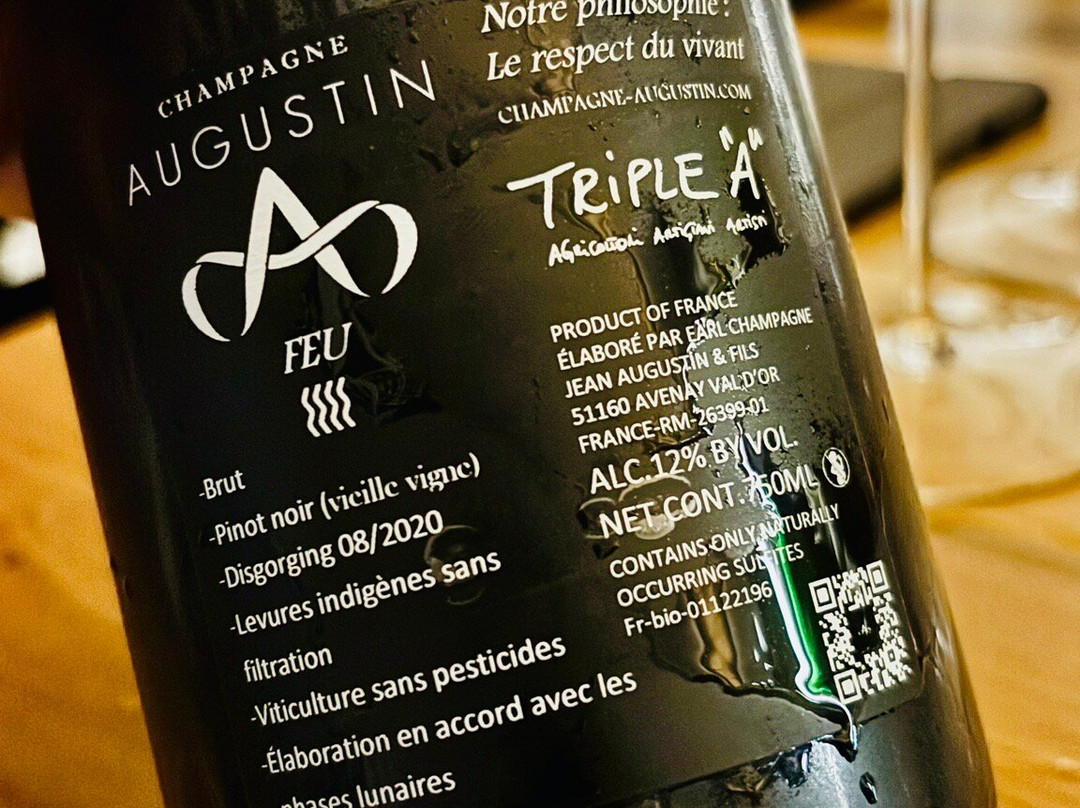 CHAMPAGNE
AUGUSTIN
FEU
-Brut
-Pinot noir (vieille vigne)
-Disgorging 08/2020
-Levures indigènes sans
filtration
-Viticulture sans pesticides
-Élaboration en accord avec les
phases lunaires
Notre philosophie:
Le respect du vivant
CHAMPAGNE-AUGUSTIN.COM
TRiPLE "A"
Agricoltori Artigiani Artisti
PRODUCT OF FRANCE
ÉLABORÉ PAR EARL CHAMPAGNE
JEAN AUGUSTIN & FILS
51160 AVENAY VAL D'OR
FRANCE-RM-26399-01
ALC.12% BY VOL.
NET CONT.750ML
CONTAINS ONLY NATURALLY
OCCURRING SULFITES
Fr-bio-01122196